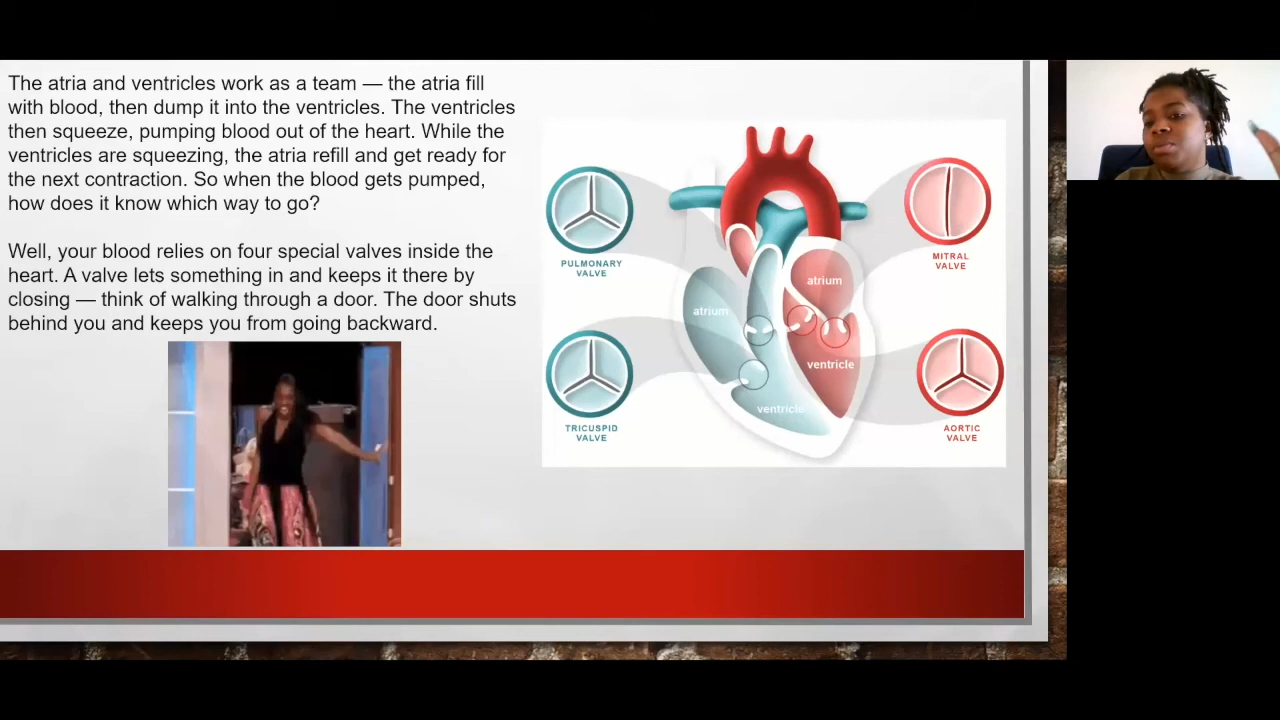 The atria and ventricles work as a team — the atria fill
with blood, then dump it into the ventricles. The ventricles
then squeeze, pumping blood out of the heart. While the
ventricles are squeezing, the atria refill and get ready for
the next contraction. So when the blood gets pumped,
how does it know which way to go?
Well, your blood relies on four special valves inside the
heart. A valve lets something in and keeps it there by
closing — think of walking through a door. The door shuts
behind you and keeps you from going backward.
PULMONARY
VALVE
MITRAL
VALVE
atrium
atrium
ventricle
ventricle
TRICUSPID
VALVE
AORTIC
VALVE